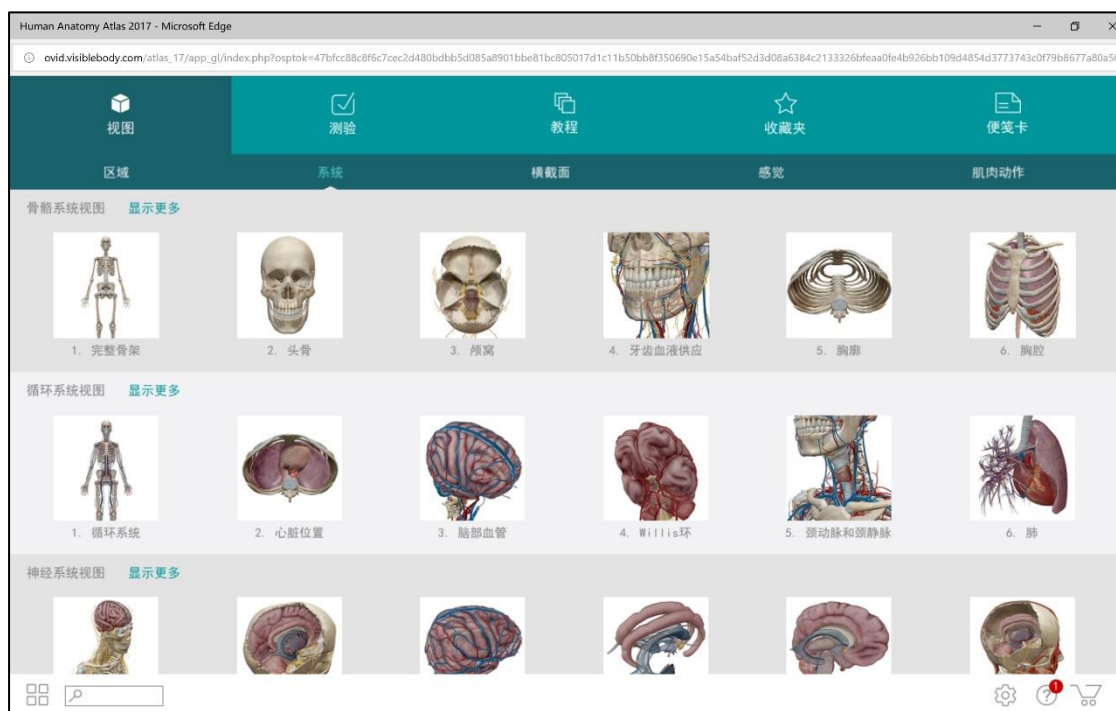 Human Anatomy Atlas 2017 - Microsoft Edge
ovid.visiblebody.com/atlas_17/app_gl/index.php?osptok=47bfcc88c8f6c7cec2d480bdbb5d085a8901bbe81bc805017d1c11b50bb8f350690e15a54baf52d3d08a6384c2133326bfeaa0fe4b926bb109d4854d3773743c0f79b8677a80a5
视图 测验 教程 收藏夹 便笺卡
区域 系统 横截面 感觉 肌肉动作
骨骼系统视图 显示更多
1. 完整骨架 2. 头骨 3. 颅窝 4. 牙齿血液供应 5. 胸廓 6. 胸腔
循环系统视图 显示更多
1. 循环系统 2. 心脏位置 3. 脑部血管 4. Willis环 5. 颈动脉和颈静脉 6. 肺
神经系统视图 显示更多
1